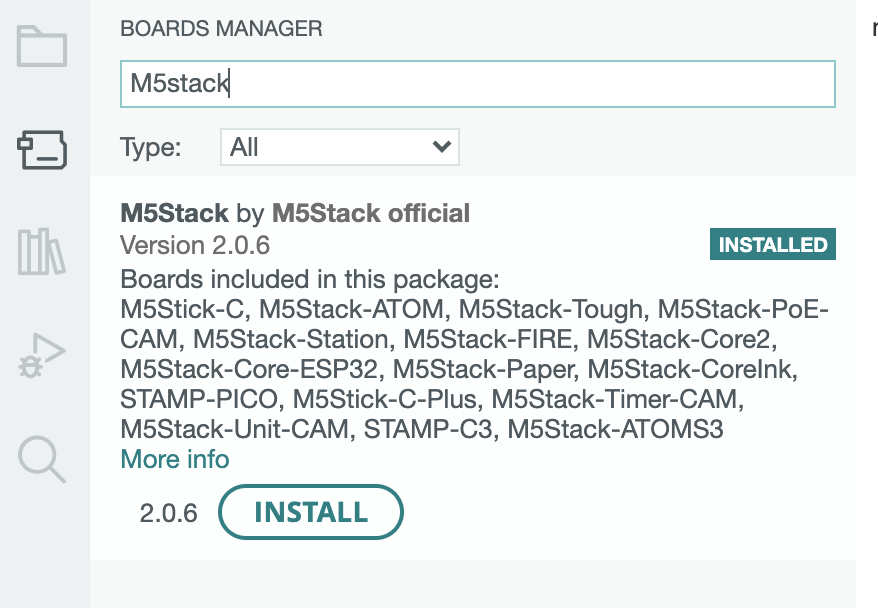 BOARDS MANAGER
M5stack
Type: All
M5Stack by M5Stack official
Version 2.0.6
INSTALLED
Boards included in this package:
M5Stick-C, M5Stack-ATOM, M5Stack-Tough, M5Stack-PoE-
CAM, M5Stack-Station, M5Stack-FIRE, M5Stack-Core2,
M5Stack-Core-ESP32, M5Stack-Paper, M5Stack-CoreInk,
STAMP-PICO, M5Stick-C-Plus, M5Stack-Timer-CAM,
M5Stack-Unit-CAM, STAMP-C3, M5Stack-ATOMS3
More info
2.0.6 INSTALL